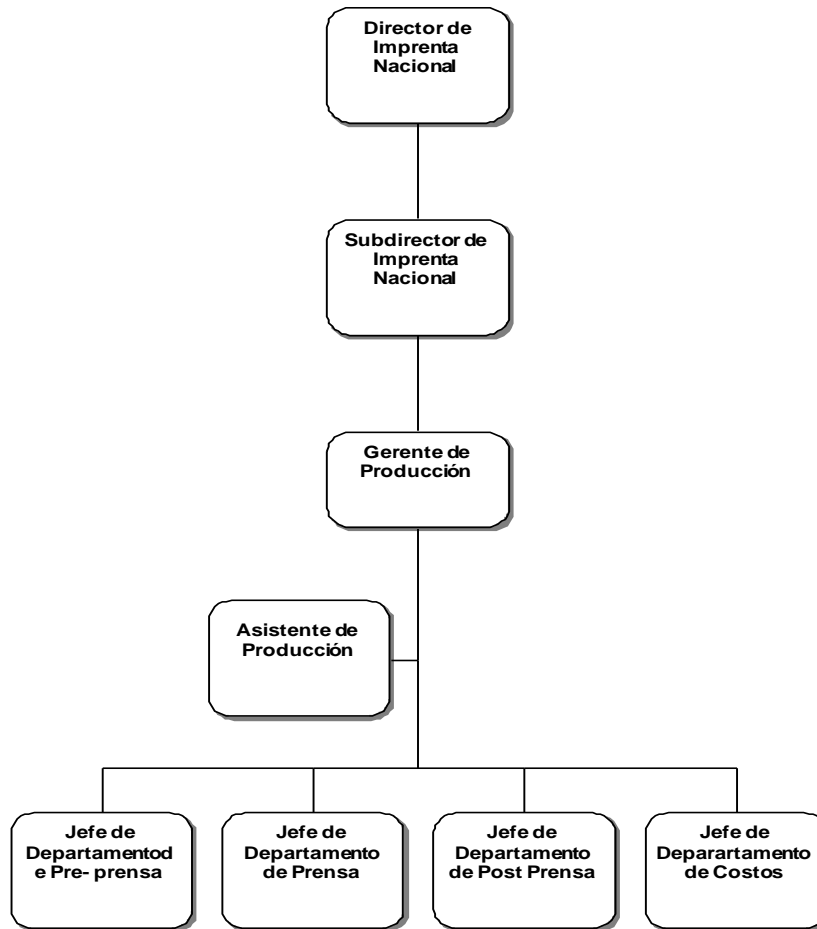 Director de
Imprenta
Nacional
Subdirector de
Imprenta
Nacional
Gerente de
Producción
Asistente de
Producción
Jefe de
Departamentod
e Pre- prensa
Jefe de
Departamento
de Prensa
Jefe de
Departamento
de Post Prensa
Jefe de
Deparartamento
de Costos